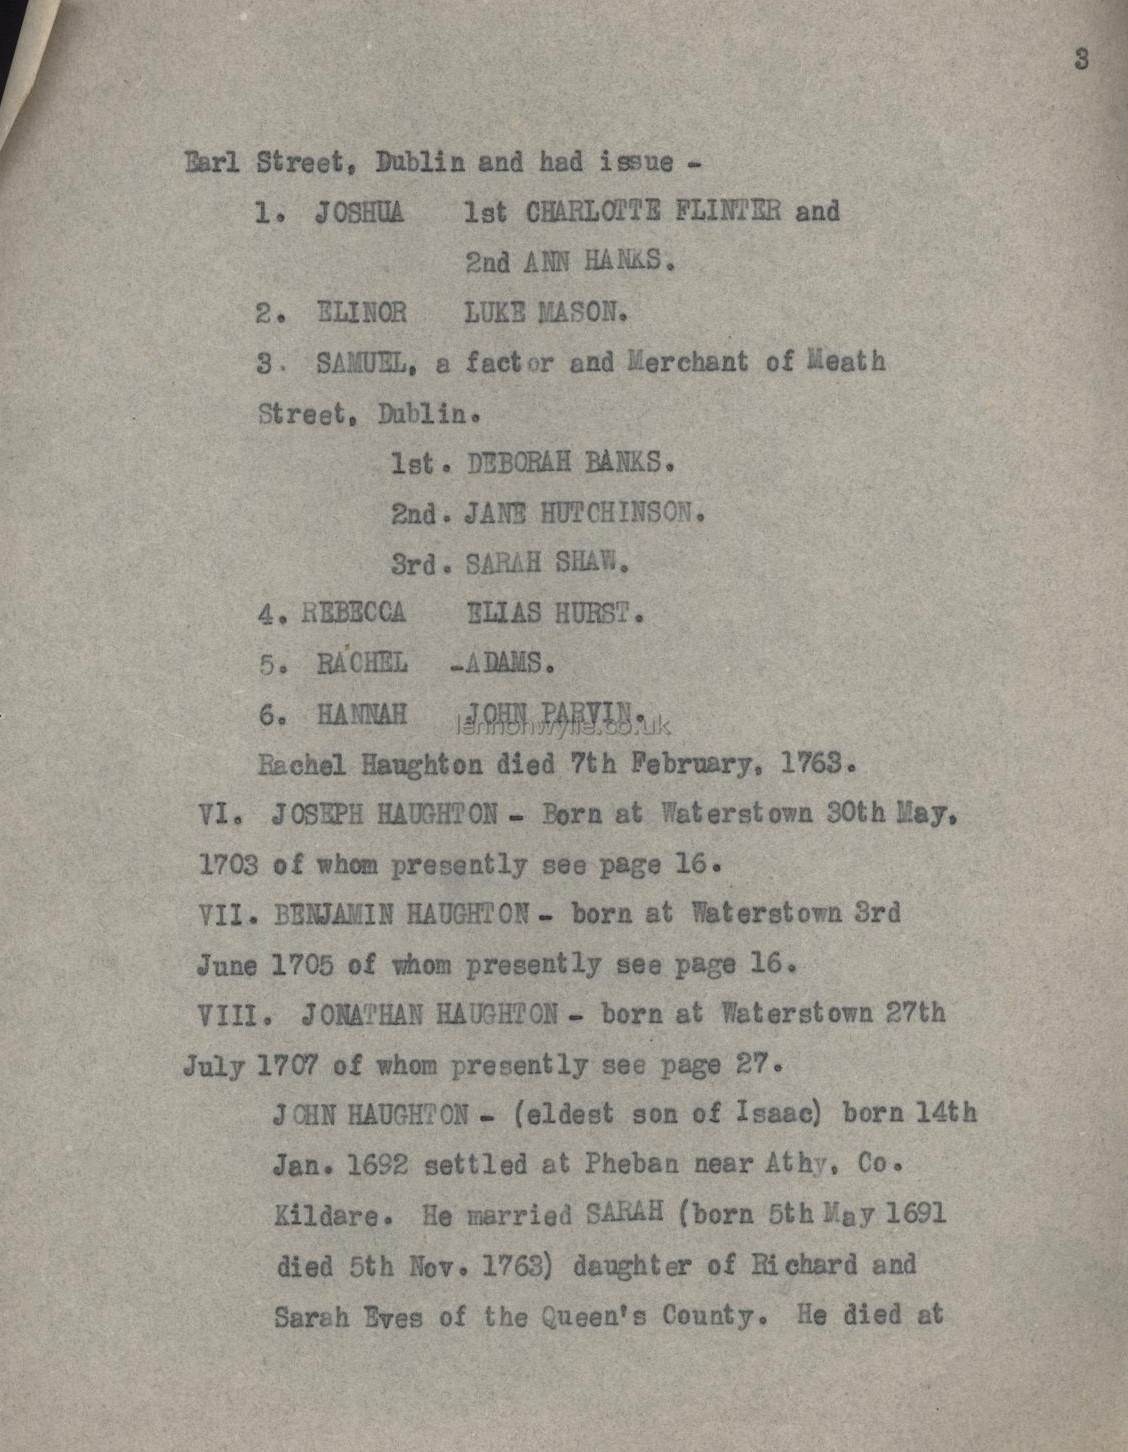 3
Earl Street, Dublin and had issue -
1. JOSHUA 1st CHARLOTTE FLINTER and
2nd ANN HANKS.
2. ELINOR LUKE MASON.
3. SAMUEL, a factor and Merchant of Meath
Street, Dublin.
1st. DEBORAH BANKS.
2nd. JANE HUTCHINSON.
3rd. SARAH SHAW.
4. REBECCA ELIAS HURST.
5. RACHEL -ADAMS.
6. HANNAH JOHN PARVIN.
lennonwylie.co.uk
Rachel Haughton died 7th February, 1763.
VI. JOSEPH HAUGHTON - Born at Waterstown 30th May,
1703 of whom presently see page 16.
VII. BENJAMIN HAUGHTON - born at Waterstown 3rd
June 1705 of whom presently see page 16.
VIII. JONATHAN HAUGHTON - born at Waterstown 27th
July 1707 of whom presently see page 27.
JOHN HAUGHTON - (eldest son of Isaac) born 14th
Jan. 1692 settled at Pheban near Athy, Co.
Kildare. He married SARAH (born 5th May 1691
died 5th Nov. 1763) daughter of Richard and
Sarah Eves of the Queen's County. He died at